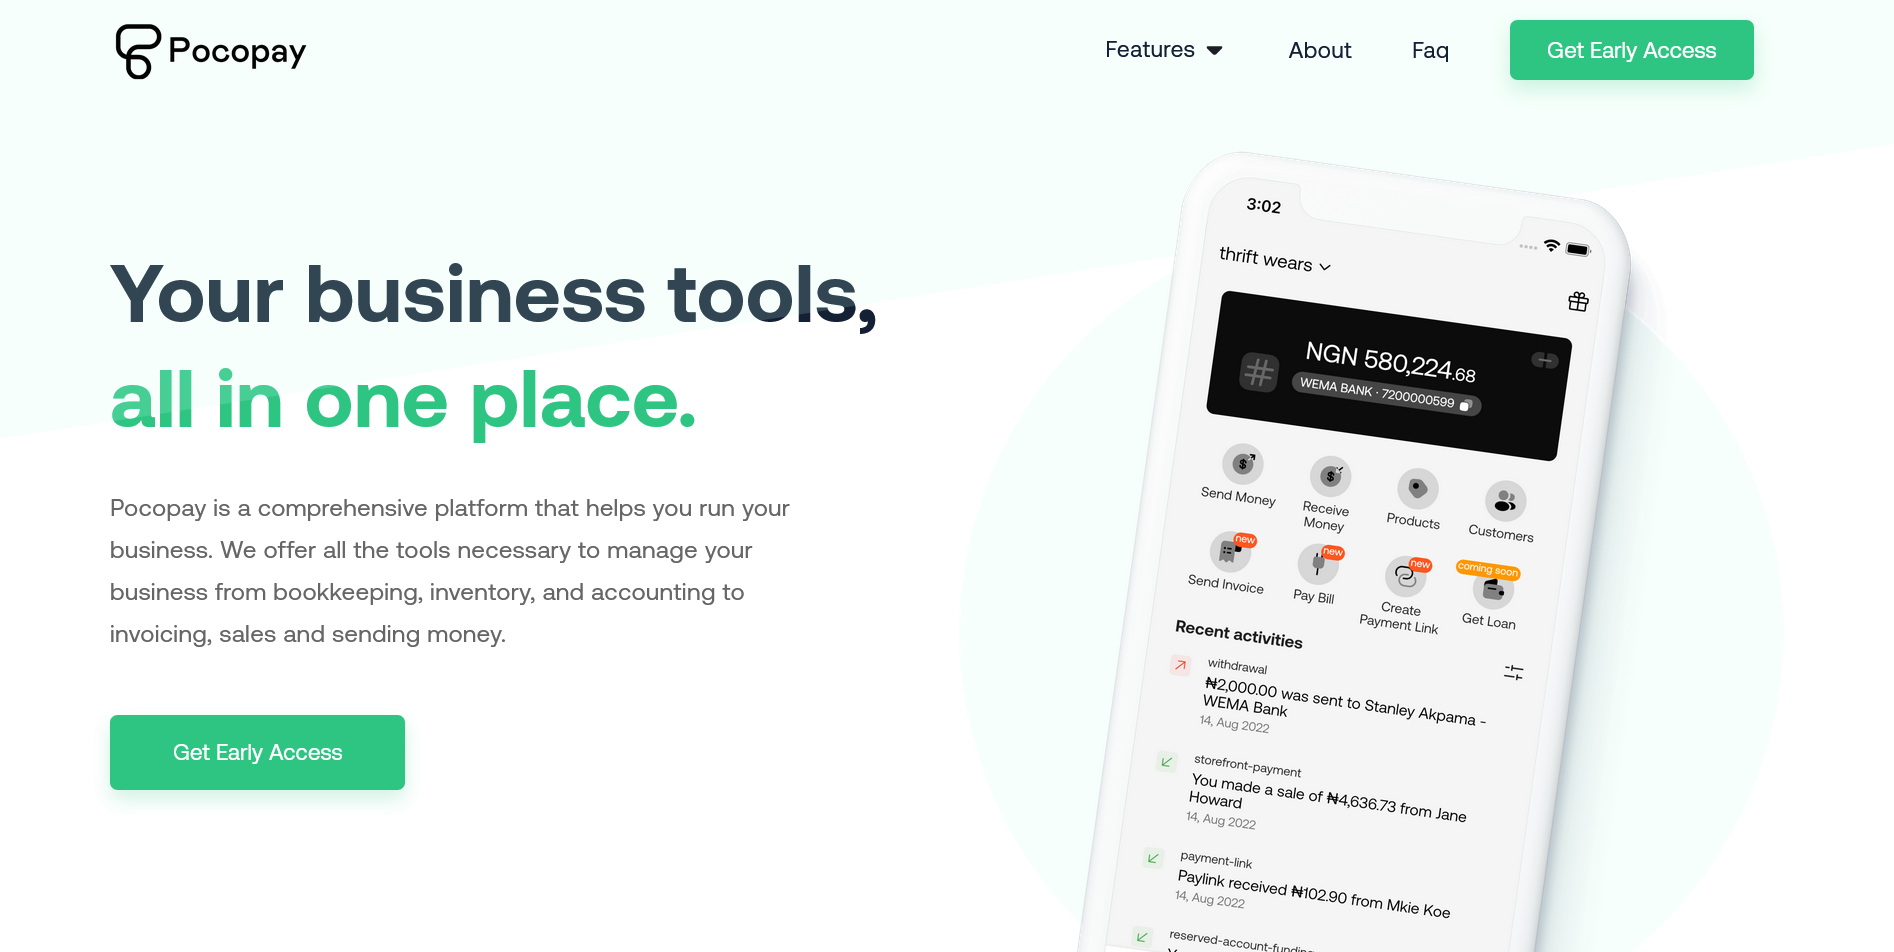 Pocopay
Features
About
Faq
Get Early Access
Your business tools,
all in one place.
Pocopay is a comprehensive platform that helps you run your
business. We offer all the tools necessary to manage your
business from bookkeeping, inventory, and accounting to
invoicing, sales and sending money.
Get Early Access
3:02
thrift wears
NGN 580,224.68
WEMA BANK · 7200000599
Send Money
Receive
Money
Products
Customers
new
Send Invoice
new
Pay Bill
new
Create
Payment Link
coming soon
Get Loan
Recent activities
withdrawal
₦2,000.00 was sent to Stanley Akpama -
WEMA Bank
14, Aug 2022
storefront-payment
You made a sale of ₦4,636.73 from Jane
Howard
14, Aug 2022
payment-link
Paylink received ₦102.90 from Mkie Koe
14, Aug 2022
reserved-account-funding